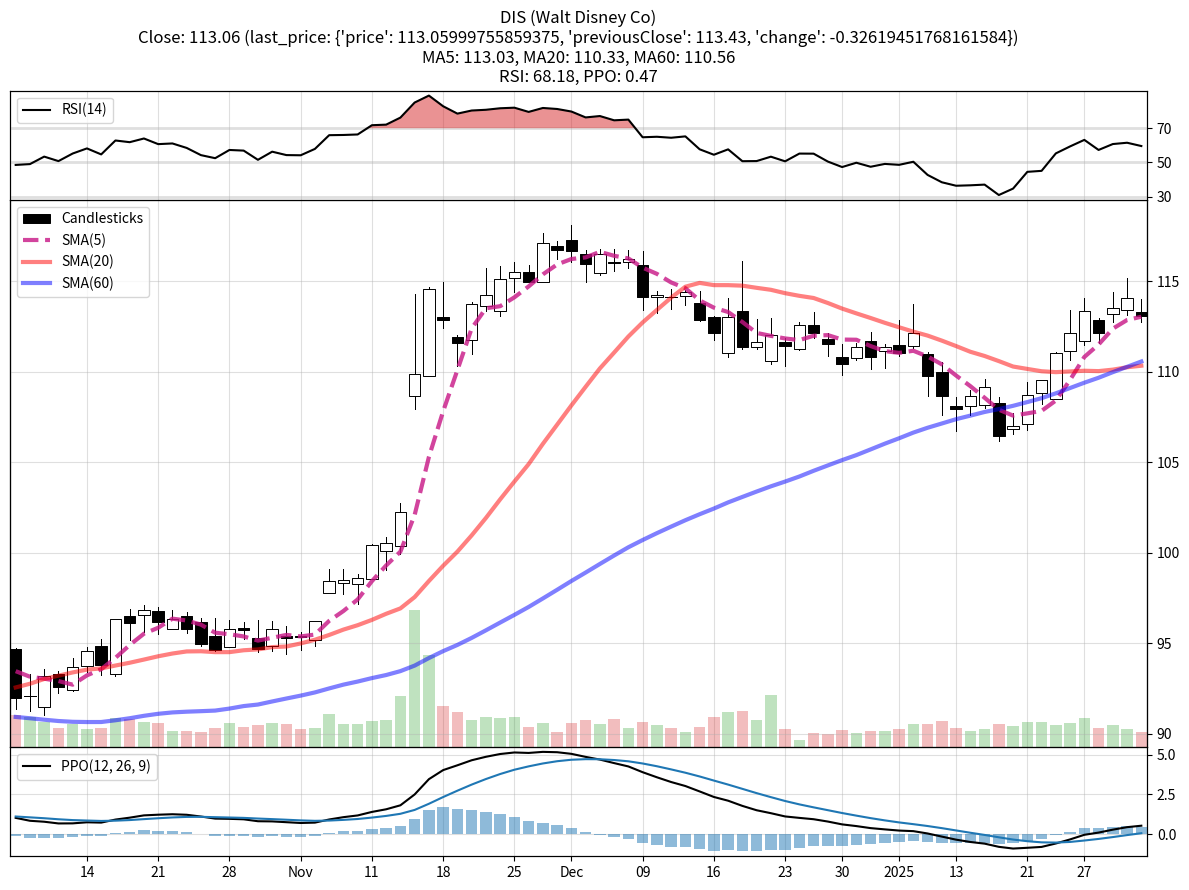 DIS (Walt Disney Co)
Close: 113.06 (last_price: {'price': 113.05999755859375, 'previousClose': 113.43, 'change': -0.32619451768161584})
MA5: 113.03, MA20: 110.33, MA60: 110.56
RSI: 68.18, PPO: 0.47
RSI(14)
70
50
30
Candlesticks
SMA(5)
SMA(20)
SMA(60)
115
110
105
100
95
90
PPO(12, 26, 9)
5.0
2.5
0.0
14 21 28 Nov 11 18 25 Dec 09 16 23 30 2025 13 21 27